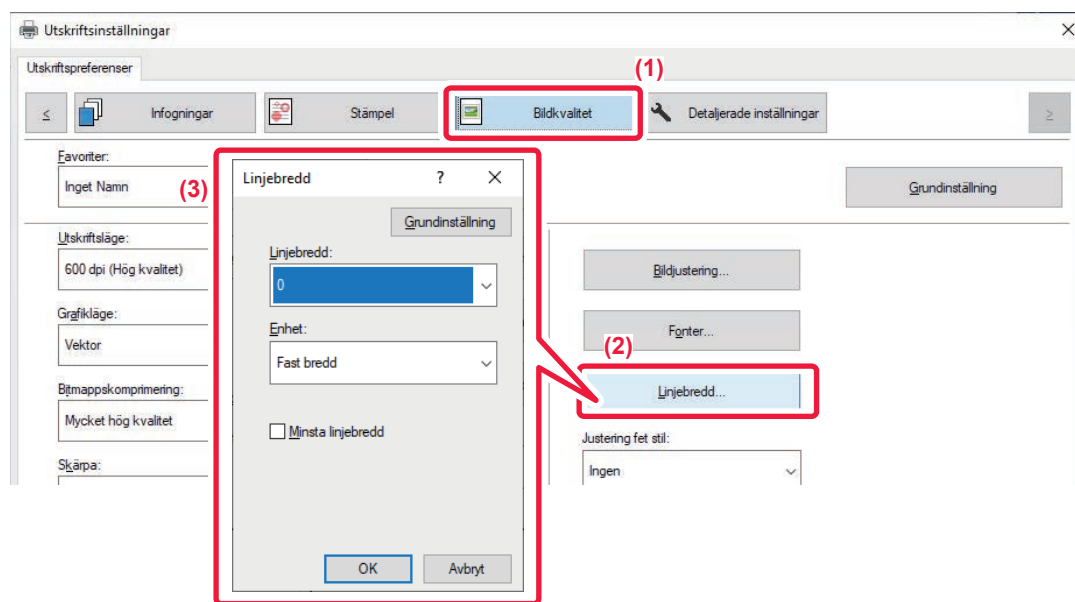 Utskriftsinställningar
Utskriftspreferenser
(1)
≤ Infogningar Stämpel Bildkvalitet Detaljerade inställningar ≥
Favoriter:
Inget Namn
Grundinställning
Utskriftsläge:
600 dpi (Hög kvalitet)
Grafikläge:
Vektor
Bitmappskomprimering:
Mycket hög kvalitet
Skärpa:
(3)
Linjebredd ? ×
Grundinställning
Linjebredd:
0
Enhet:
Fast bredd
Minsta linjebredd
OK Avbryt
Bildjustering...
Fonter...
(2)
Linjebredd...
Justering fet stil:
Ingen